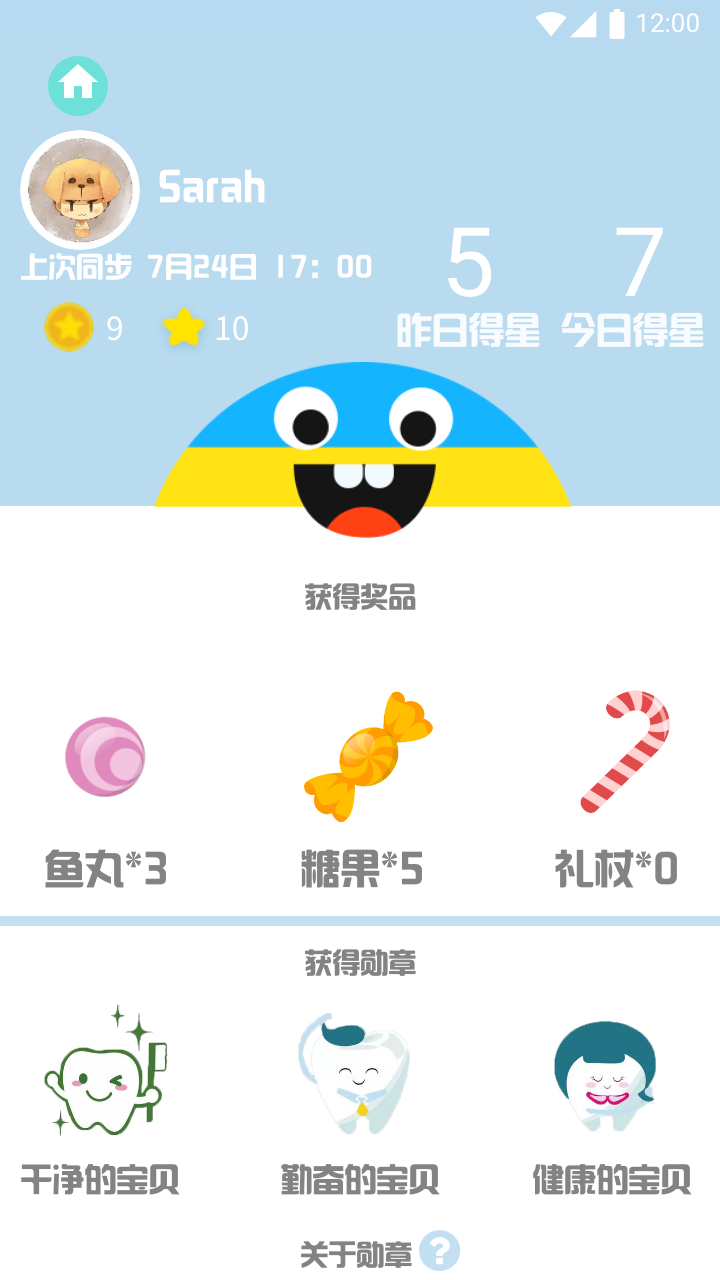 12:00
Sarah
上次同步 7月24日 17：00
5 7
昨日得星 今日得星
9 10
获得奖品
鱼丸*3 糖果*5 礼杖*0
获得勋章
干净的宝贝 勤奋的宝贝 健康的宝贝
关于勋章 ?